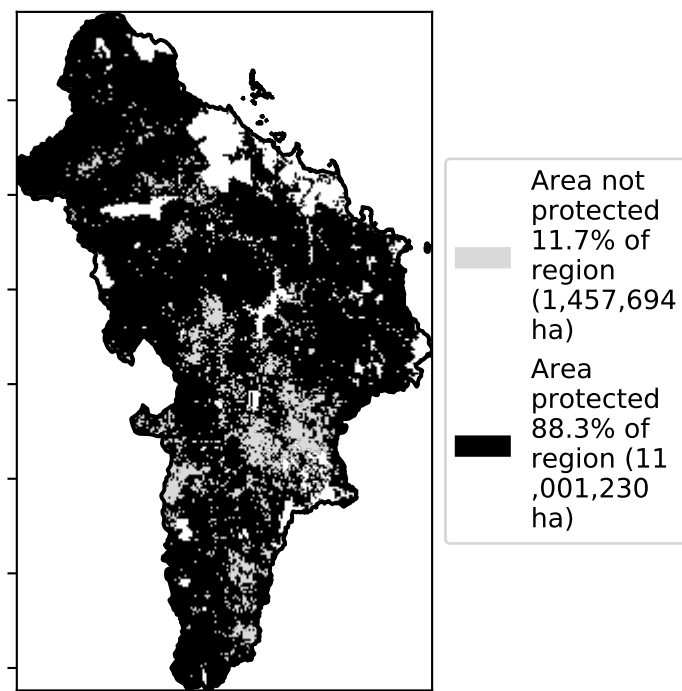 Area not
protected
11.7% of
region
(1,457,694
ha)
Area
protected
88.3% of
region (11
,001,230
ha)